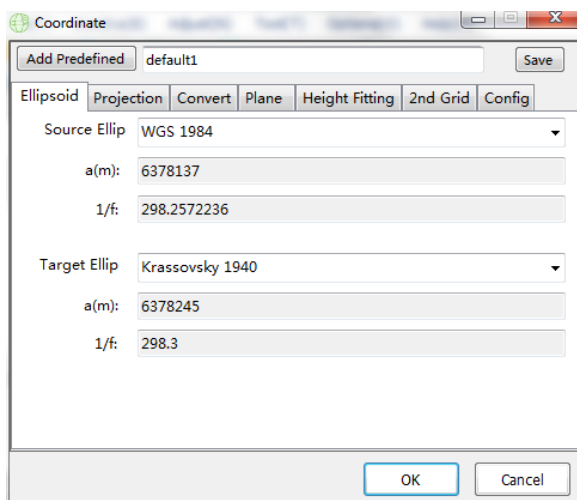 Coordinate
Add Predefined default1 Save
Ellipsoid Projection Convert Plane Height Fitting 2nd Grid Config
Source Ellip WGS 1984
a(m): 6378137
1/f: 298.2572236
Target Ellip Krassovsky 1940
a(m): 6378245
1/f: 298.3
OK Cancel